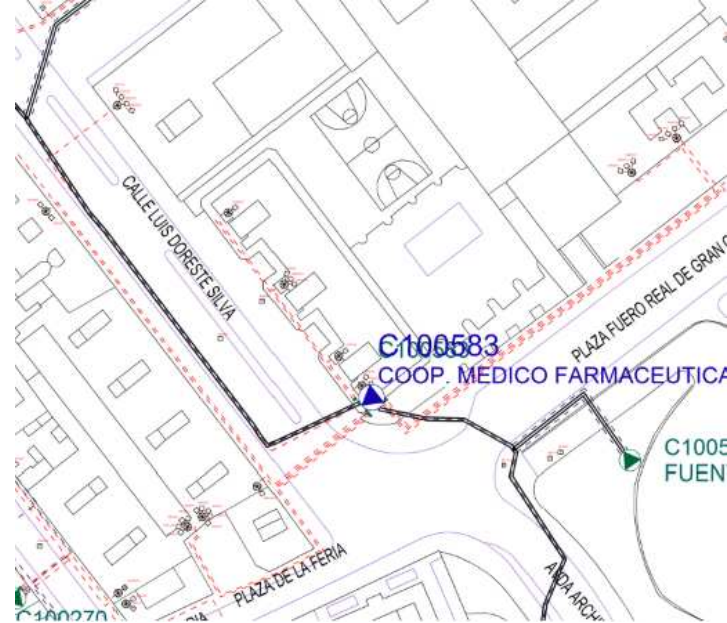 CALLE LUIS DORESTE SILVA
PLAZA FUERO REAL DE GRAN C
C100583
COOP. MEDICO FARMACEUTICA
C1005
FUEN
PLAZA DE LA FERIA
AVDA ARCH
C100270